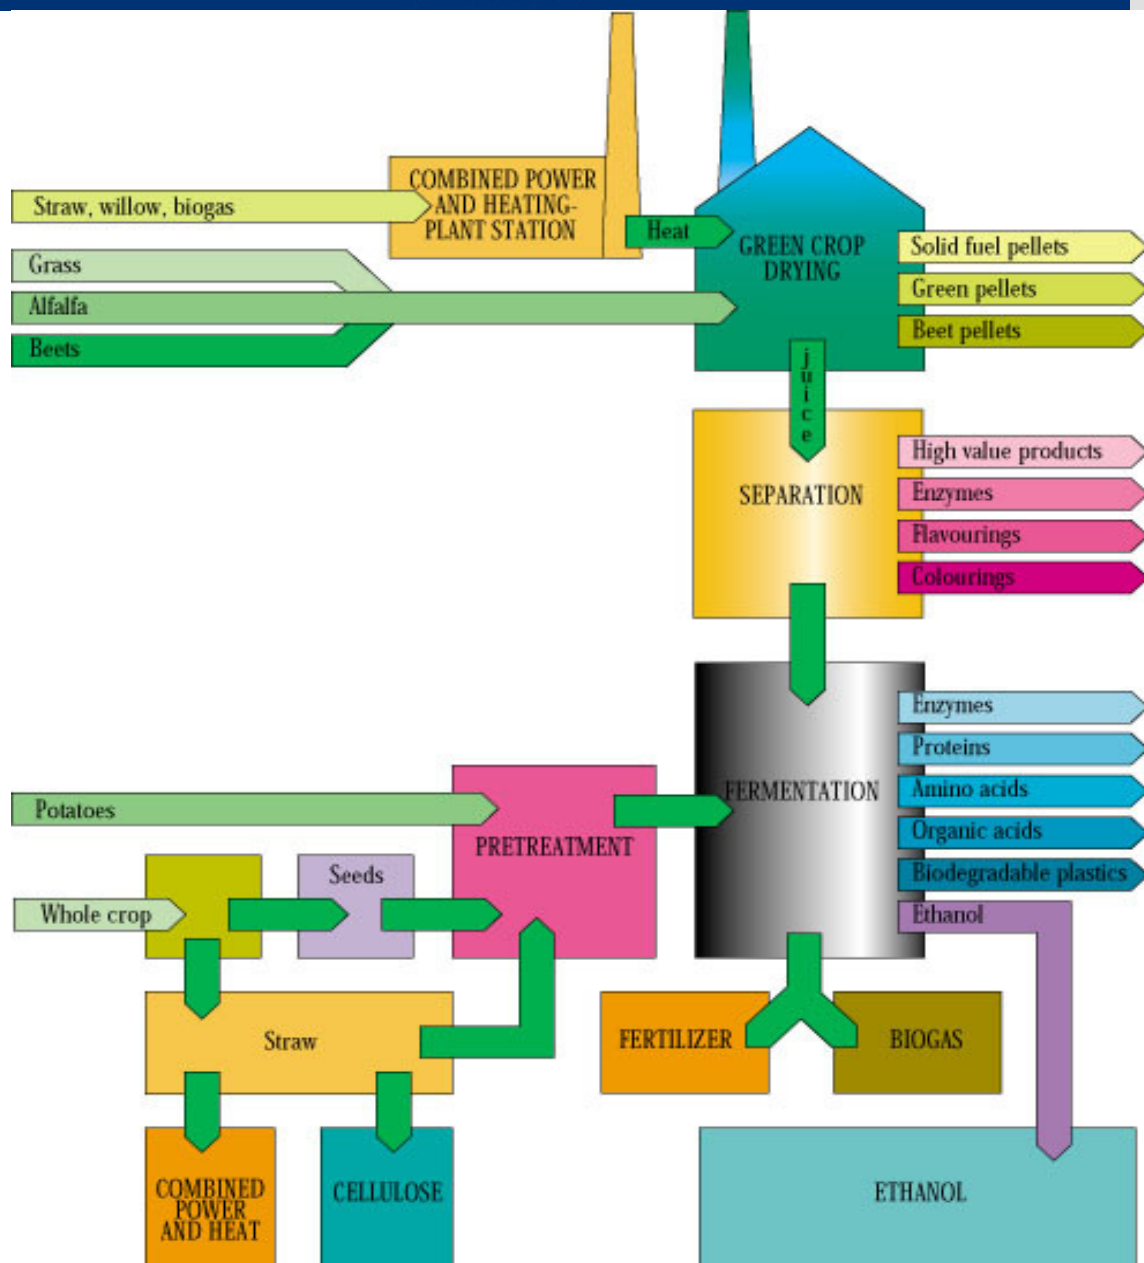 COMBINED POWER
AND HEATING-
PLANT STATION
Straw, willow, biogas
Heat
GREEN CROP
DRYING
Solid fuel pellets
Grass
Green pellets
Alfalfa
Beet pellets
Beets
juice
High value products
SEPARATION
Enzymes
Flavourings
Colourings
Enzymes
Proteins
FERMENTATION
Amino acids
Potatoes
Organic acids
PRETREATMENT
Seeds
Biodegradable plastics
Whole crop
Ethanol
Straw
FERTILIZER
BIOGAS
COMBINED
POWER
AND HEAT
CELLULOSE
ETHANOL